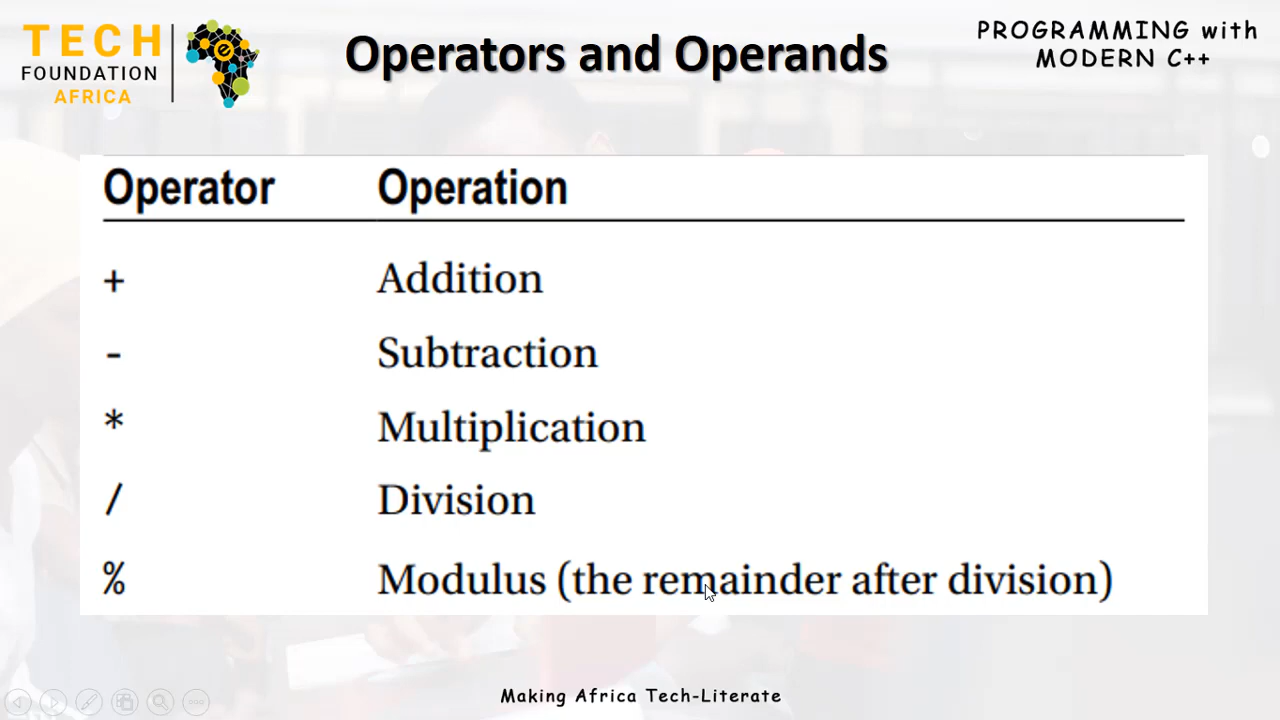 TECH
FOUNDATION
AFRICA
e
Operators and Operands
PROGRAMMING with
MODERN C++
Operator Operation
+ Addition
- Subtraction
* Multiplication
/ Division
% Modulus (the remainder after division)
Making Africa Tech-Literate